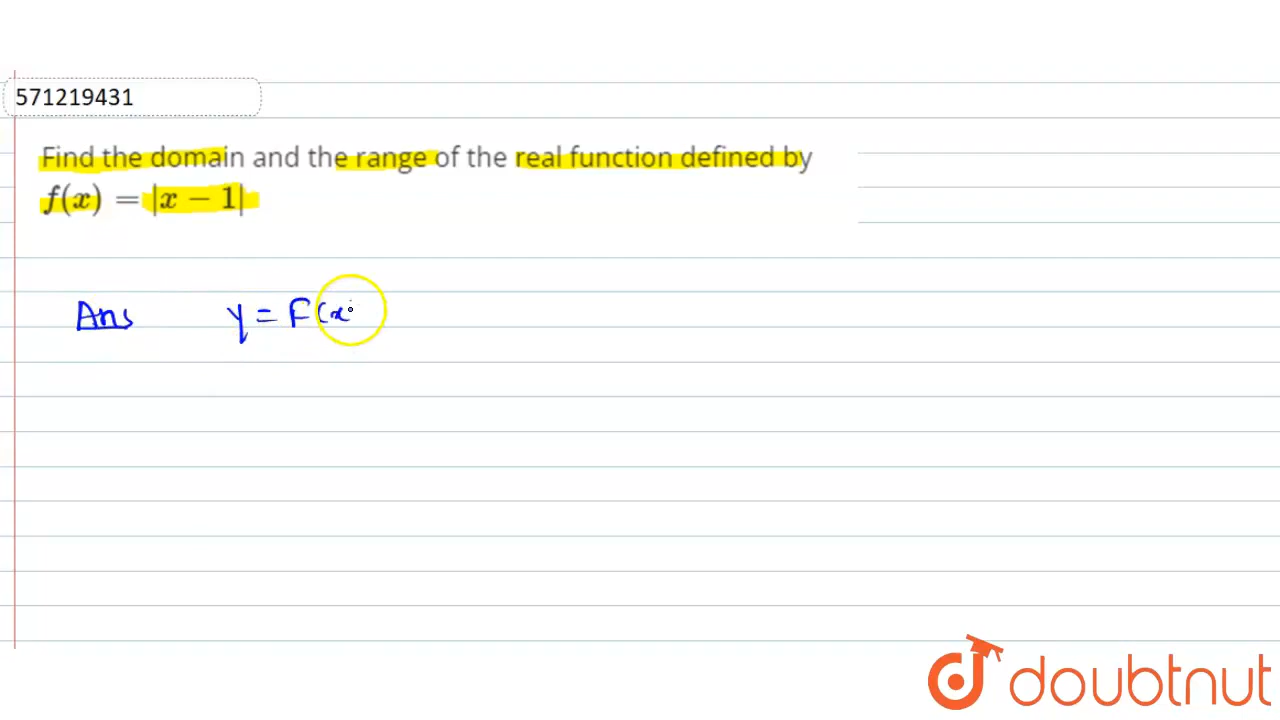 571219431
Find the domain and the range of the real function defined by
f(x) = |x − 1|
Ans y = F(x
doubtnut